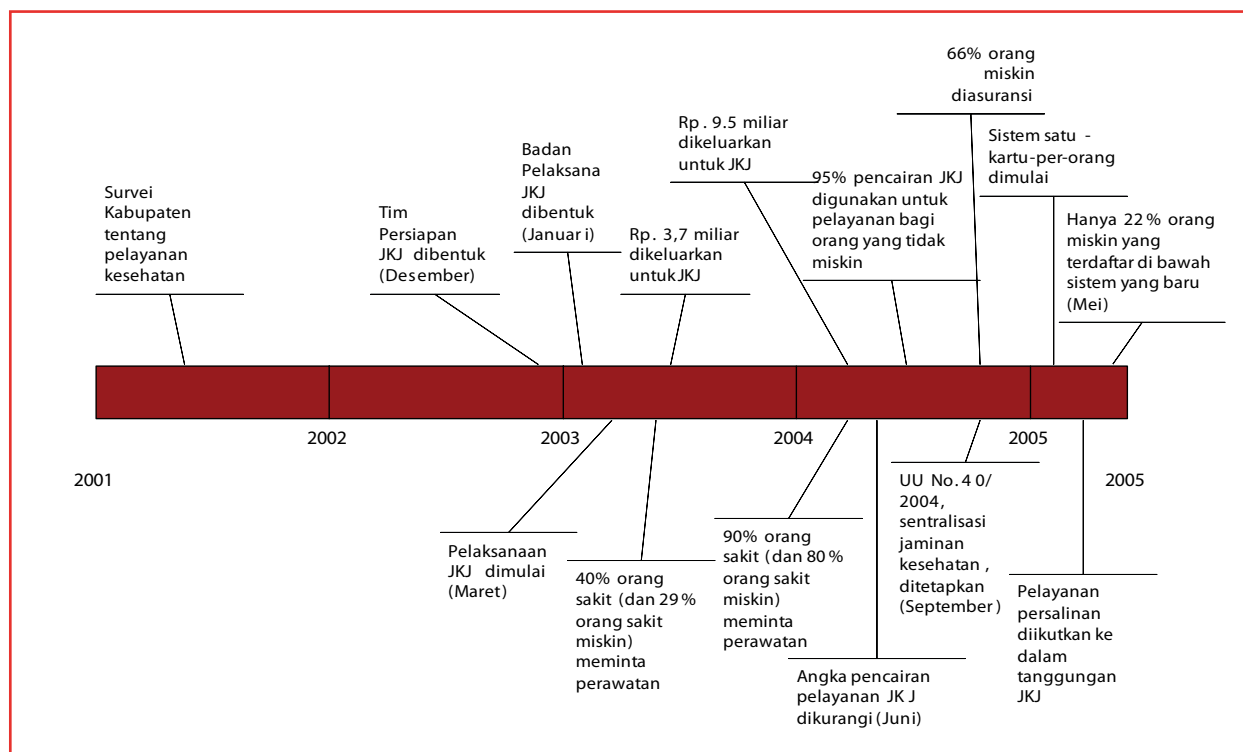 66% orang
miskin
diasuransi
Rp . 9.5 miliar
dikeluarkan
untuk JKJ
Sistem satu -
kartu-per-orang
dimulai
Badan
Pelaksana
JKJ
dibentuk
(Januar i)
95% pencairan JKJ
digunakan untuk
pelayanan bagi
orang yang tidak
miskin
Survei
Kabupaten
tentang
pelayanan
kesehatan
Tim
Persiapan
JKJ dibentuk
(Desember)
Rp. 3,7 miliar
dikeluarkan
untuk JKJ
Hanya 22 % orang
miskin yang
terdaftar di bawah
sistem yang baru
(Mei)
2002
2003
2004
2005
2001
2005
Pelaksanaan
JKJ dimulai
(Maret)
40% orang
sakit (dan 29 %
orang sakit
miskin)
meminta
perawatan
90% orang
sakit (dan 80 %
orang sakit
miskin)
meminta
perawatan
Angka pencairan
pelayanan JK J
dikurangi (Juni)
UU No. 4 0/
2004,
sentralisasi
jaminan
kesehatan ,
ditetapkan
(September )
Pelayanan
persalinan
diikutkan ke
dalam
tanggungan
JKJ